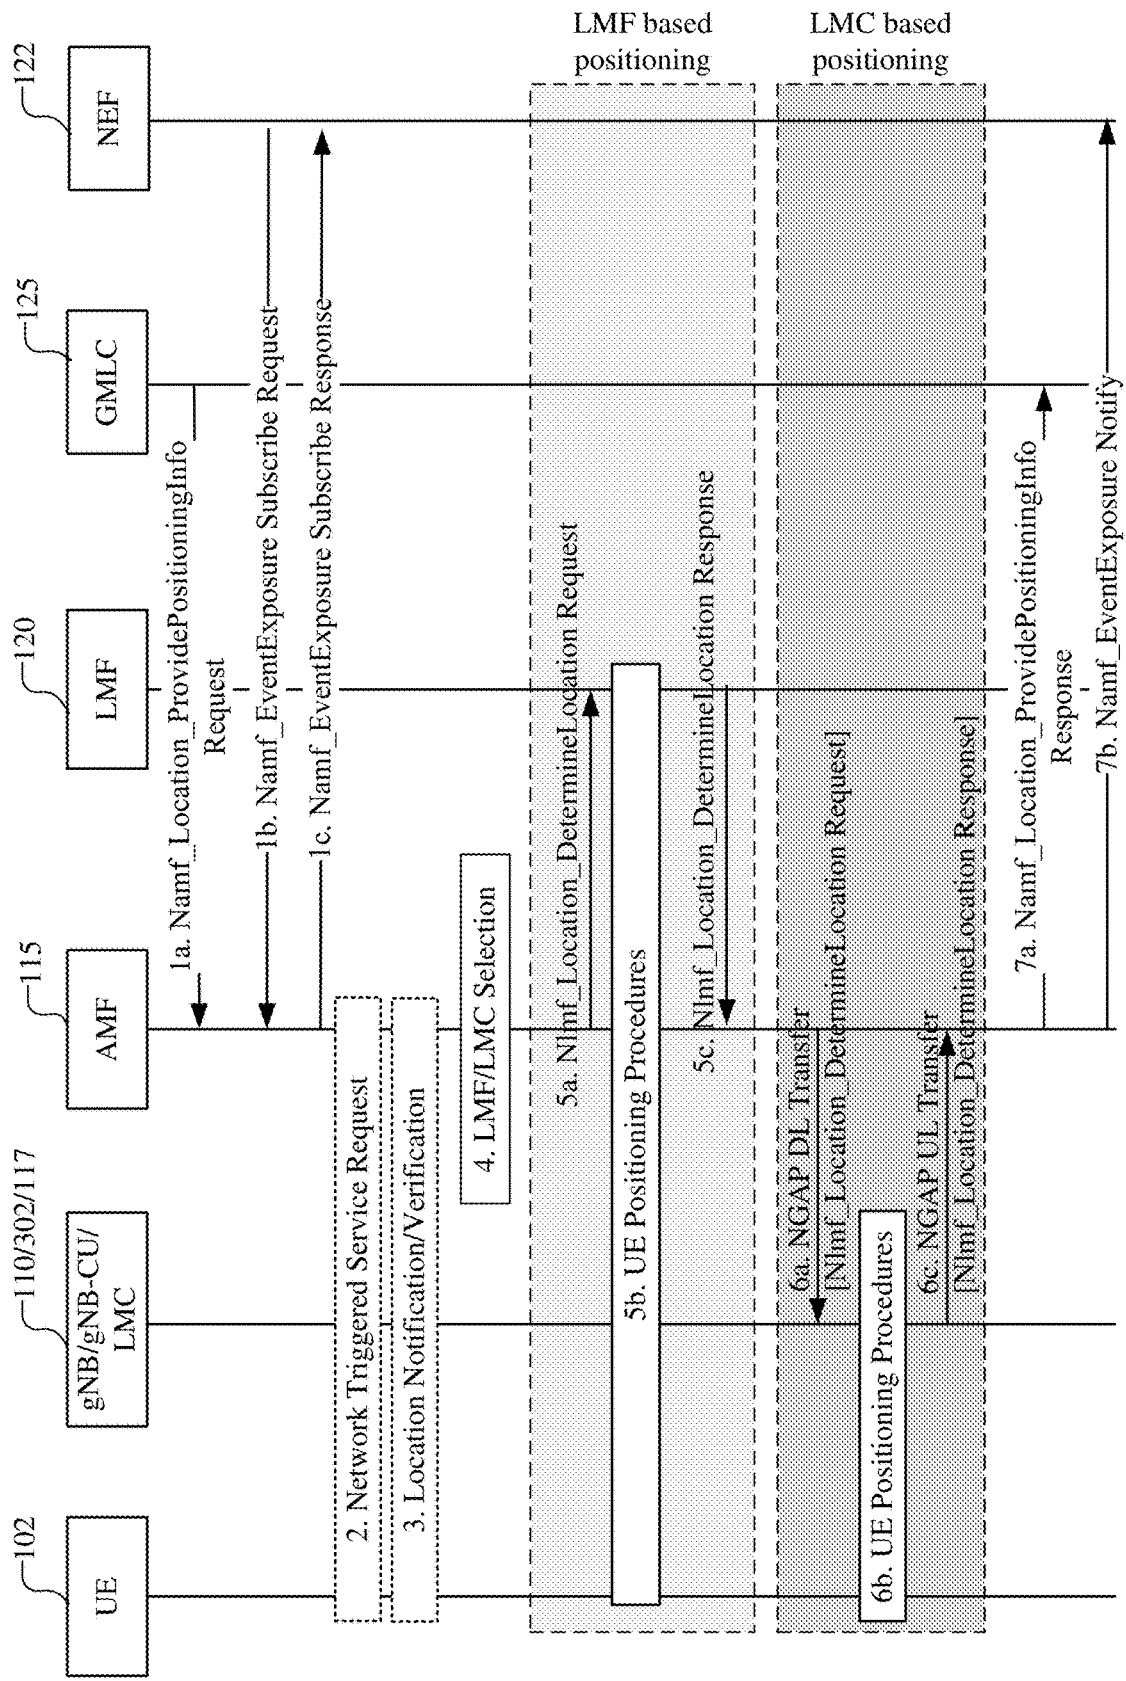 UE
102
gNB/gNB-CU/
LMC
110/302/117
AMF
115
LMF
120
GMLC
125
NEF
122
1a. Namf_Location_ProvidePositioningInfo
Request
1b. Namf_EventExposure Subscribe Request
1c. Namf_EventExposure Subscribe Response
2. Network Triggered Service Request
3. Location Notification/Verification
4. LMF/LMC Selection
LMF based
positioning
5a. Nlmf_Location_DetermineLocation Request
5b. UE Positioning Procedures
5c. Nlmf_Location_DetermineLocation Response
LMC based
positioning
6a. NGAP DL Transfer
[Nlmf_Location_DetermineLocation Request]
6b. UE Positioning Procedures
6c. NGAP UL Transfer
[Nlmf_Location_DetermineLocation Response]
7a. Namf_Location_ProvidePositioningInfo
Response
7b. Namf_EventExposure Notify